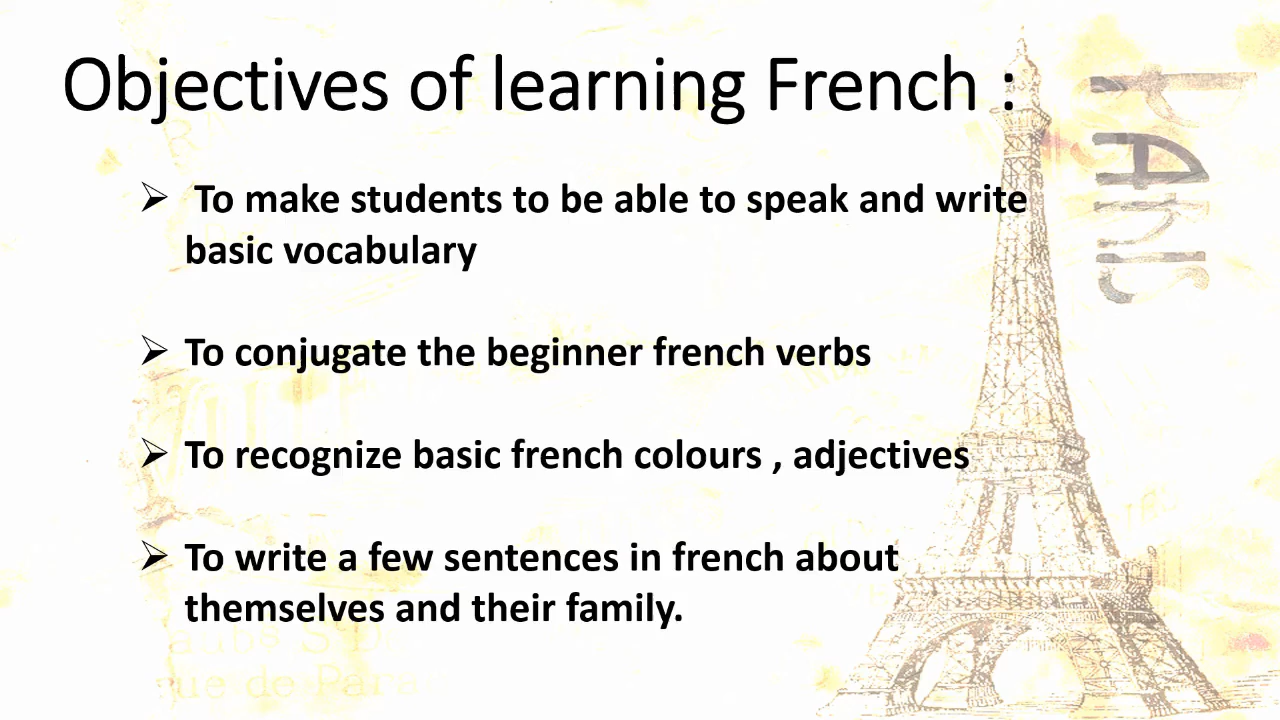 Objectives of learning French :
➢ To make students to be able to speak and write
basic vocabulary
➢ To conjugate the beginner french verbs
➢ To recognize basic french colours , adjectives
➢ To write a few sentences in french about
themselves and their family.
PARIS